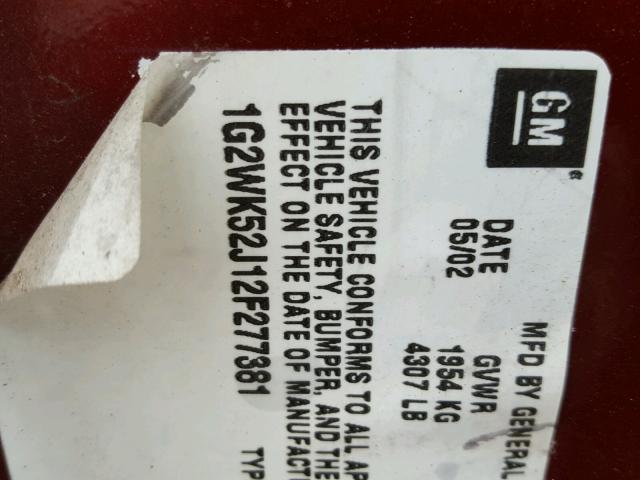 GM
MFD BY GENERAL
DATE GVWR
05/02 1954 KG
4307 LB
THIS VEHICLE CONFORMS TO ALL AP
VEHICLE SAFETY, BUMPER, AND THE
EFFECT ON THE DATE OF MANUFACT
1G2WK52J12F277381 TYP